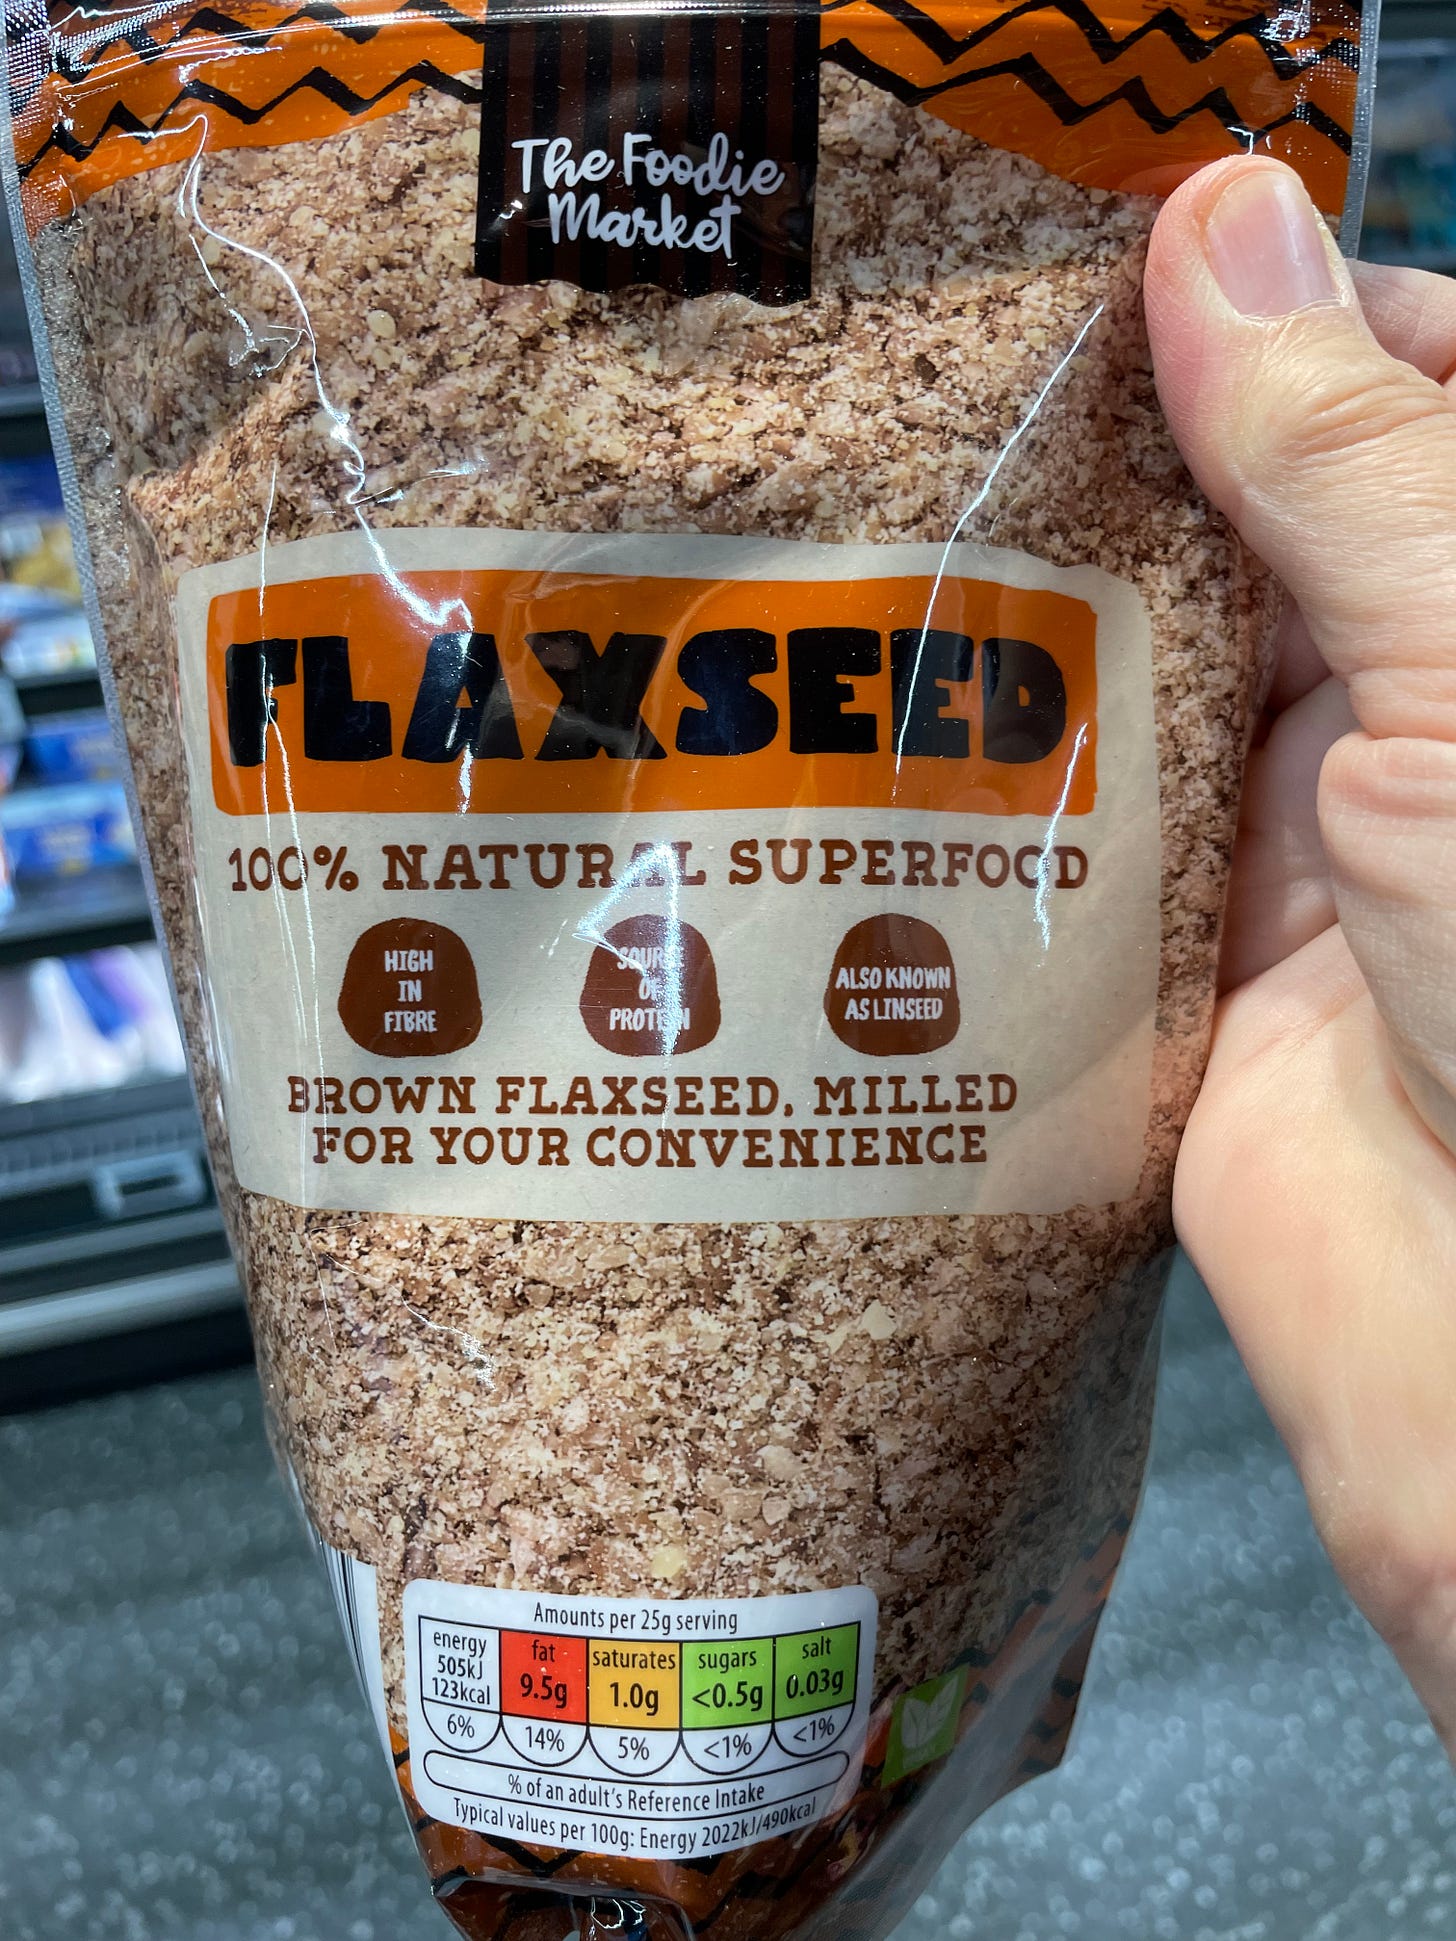 The Foodie
Market
FLAXSEED
100% NATURAL SUPERFOOD
HIGH
IN
FIBRE
SOURCE
OF
PROTEIN
ALSO KNOWN
AS LINSEED
BROWN FLAXSEED, MILLED
FOR YOUR CONVENIENCE
Amounts per 25g serving
energy
505kJ
123kcal
6%
fat
9.5g
14%
saturates
1.0g
5%
sugars
<0.5g
<1%
salt
0.03g
<1%
% of an adult's Reference Intake
Typical values per 100g: Energy 2022kJ/490kcal